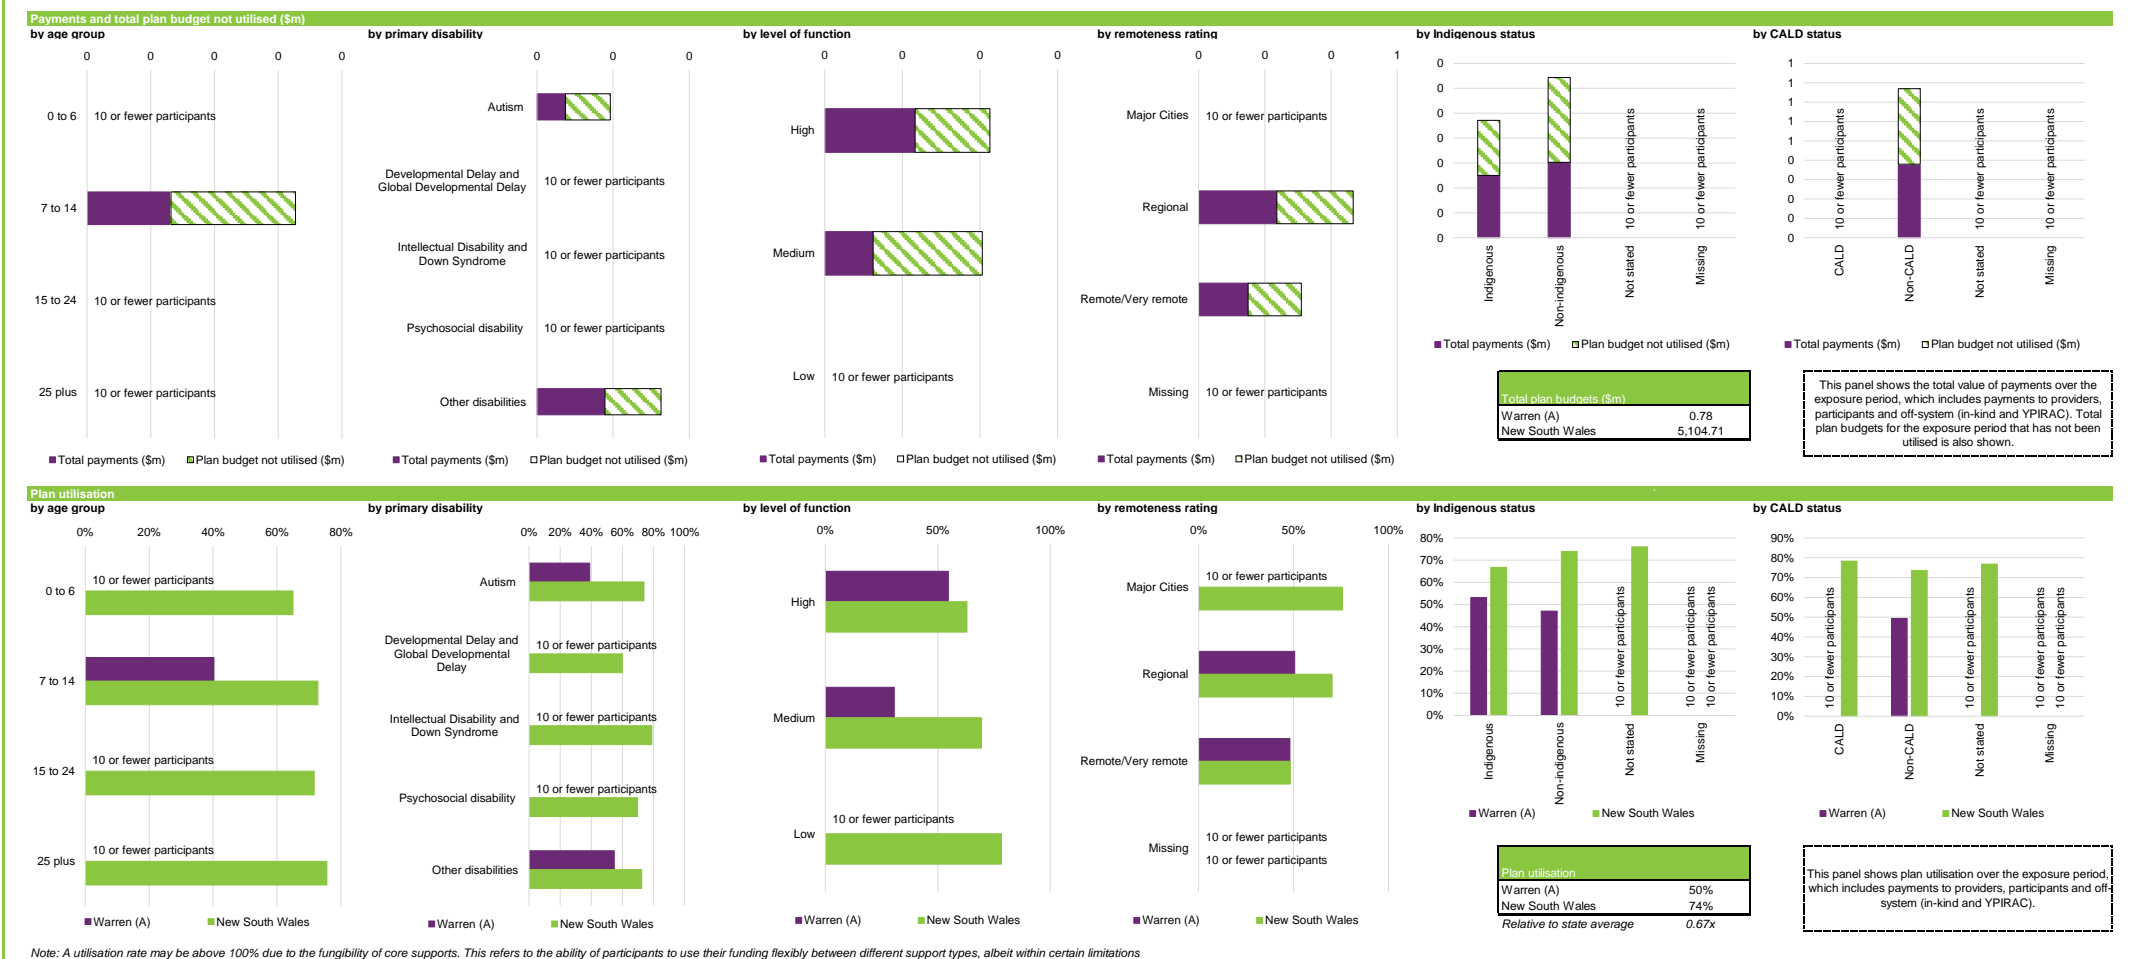 Payments and total plan budget not utilised ($m)
by age group
0 0 0 0 0
0 to 6
10 or fewer participants
7 to 14
15 to 24
10 or fewer participants
25 plus
10 or fewer participants
Total payments ($m) Plan budget not utilised ($m)
by primary disability
0 0 0
Autism
Developmental Delay and
Global Developmental Delay
10 or fewer participants
Intellectual Disability and
Down Syndrome
10 or fewer participants
Psychosocial disability
10 or fewer participants
Other disabilities
Total payments ($m) Plan budget not utilised ($m)
by level of function
0 0 0 0
High
Medium
Low
10 or fewer participants
Total payments ($m) Plan budget not utilised ($m)
by remoteness rating
0 0 0 1
Major Cities
10 or fewer participants
Regional
Remote/Very remote
Missing
10 or fewer participants
Total payments ($m) Plan budget not utilised ($m)
by Indigenous status
0
0
0
0
0
0
0
0
10 or fewer participants
10 or fewer participants
Indigenous
Non-indigenous
Not stated
Missing
Total payments ($m) Plan budget not utilised ($m)
Total plan budgets ($m)
Warren (A) 0.78
New South Wales 5,104.71
by CALD status
1
1
1
1
1
0
0
0
0
0
10 or fewer participants
10 or fewer participants
10 or fewer participants
CALD
Non-CALD
Not stated
Missing
Total payments ($m) Plan budget not utilised ($m)
This panel shows the total value of payments over the
exposure period, which includes payments to providers,
participants and off-system (in-kind and YPIRAC). Total
plan budgets for the exposure period that has not been
utilised is also shown.
Plan utilisation
by age group
0% 20% 40% 60% 80%
0 to 6
10 or fewer participants
7 to 14
15 to 24
10 or fewer participants
25 plus
10 or fewer participants
Warren (A) New South Wales
by primary disability
0% 20% 40% 60% 80% 100%
Autism
Developmental Delay and
Global Developmental
Delay
10 or fewer participants
Intellectual Disability and
Down Syndrome
10 or fewer participants
Psychosocial disability
10 or fewer participants
Other disabilities
Warren (A) New South Wales
by level of function
0% 50% 100%
High
Medium
Low
10 or fewer participants
Warren (A) New South Wales
by remoteness rating
0% 50% 100%
Major Cities
10 or fewer participants
Regional
Remote/Very remote
Missing
10 or fewer participants
10 or fewer participants
Warren (A) New South Wales
by Indigenous status
80%
70%
60%
50%
40%
30%
20%
10%
0%
10 or fewer participants
10 or fewer participants
10 or fewer participants
Indigenous
Non-indigenous
Not stated
Missing
Warren (A) New South Wales
Plan utilisation
Warren (A) 50%
New South Wales 74%
Relative to state average 0.67x
by CALD status
90%
80%
70%
60%
50%
40%
30%
20%
10%
0%
10 or fewer participants
10 or fewer participants
10 or fewer participants
10 or fewer participants
CALD
Non-CALD
Not stated
Missing
Warren (A) New South Wales
This panel shows plan utilisation over the exposure period,
which includes payments to providers, participants and off-
system (in-kind and YPIRAC).
Note: A utilisation rate may be above 100% due to the fungibility of core supports. This refers to the ability of participants to use their funding flexibly between different support types, albeit within certain limitations